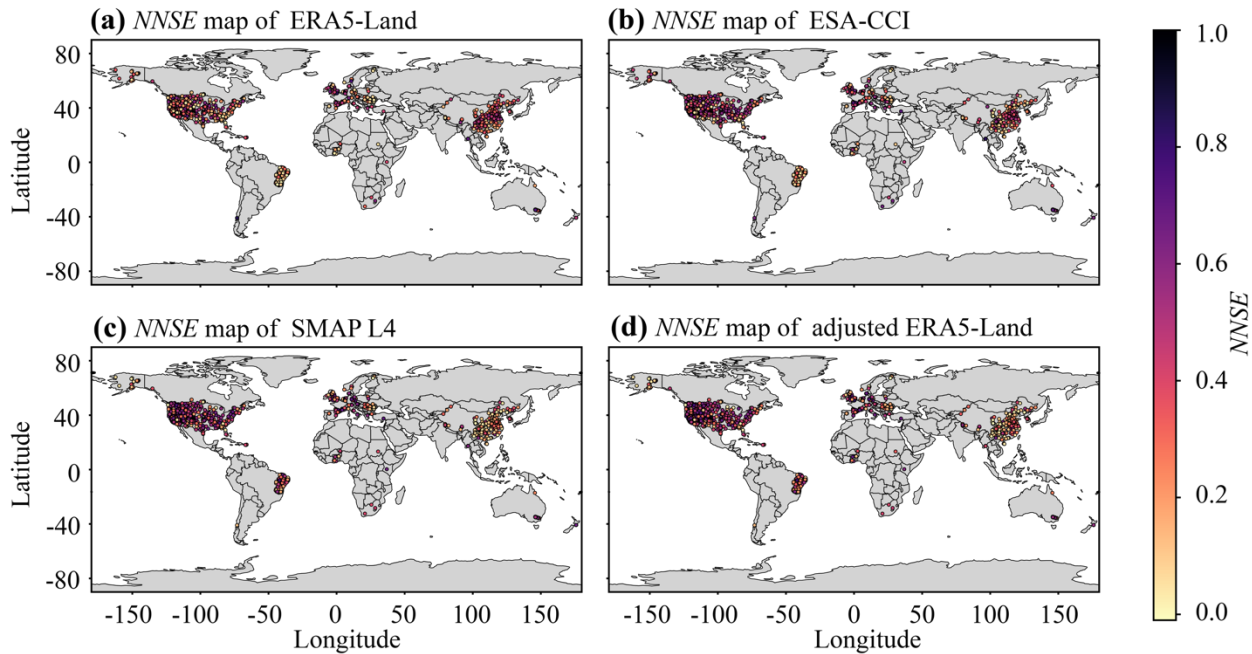 (a) NNSE map of ERA5-Land
(b) NNSE map of ESA-CCI
80
40
0
-40
-80
Latitude
(c) NNSE map of SMAP L4
(d) NNSE map of adjusted ERA5-Land
80
40
0
-40
-80
Latitude
-150 -100 -50 0 50 100 150
Longitude
-150 -100 -50 0 50 100 150
Longitude
1.0
0.8
0.6
0.4
0.2
0.0
NNSE